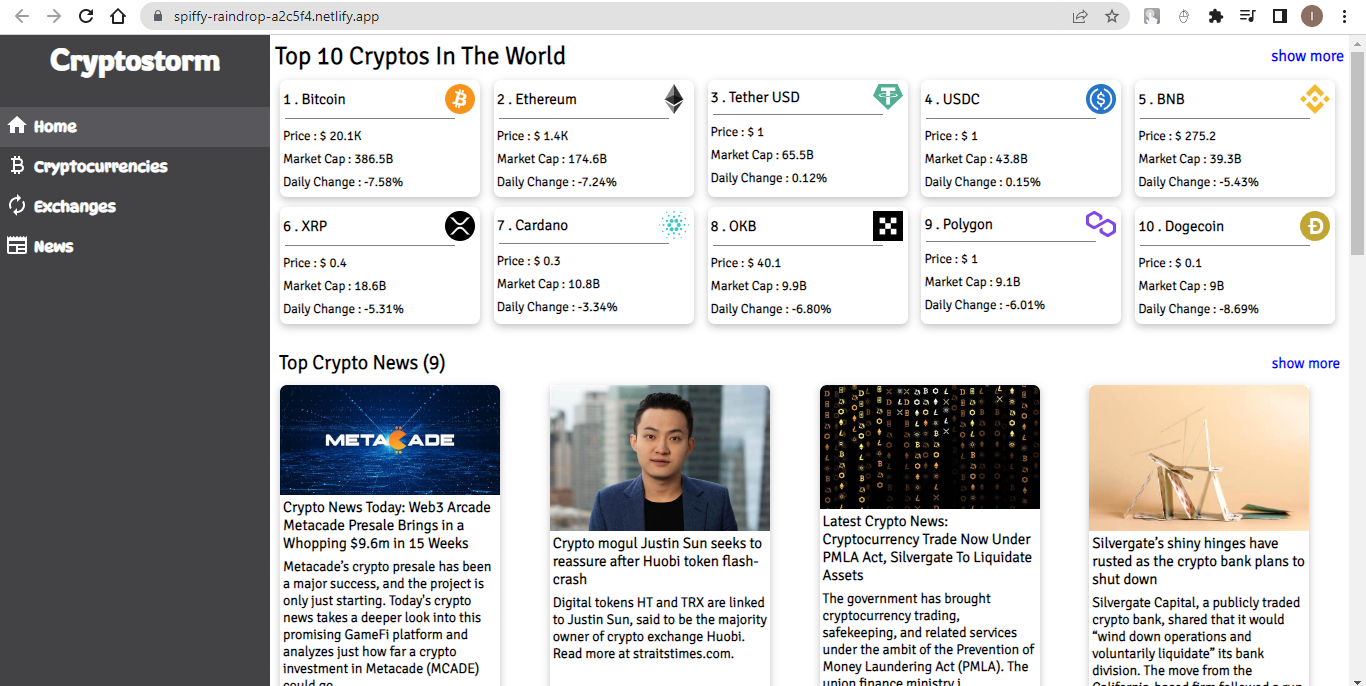 spiffy-raindrop-a2c5f4.netlify.app
I
Cryptostorm
Home
Cryptocurrencies
Exchanges
News
Top 10 Cryptos In The World
show more
1 . Bitcoin
Price : $ 20.1K
Market Cap : 386.5B
Daily Change : -7.58%
2 . Ethereum
Price : $ 1.4K
Market Cap : 174.6B
Daily Change : -7.24%
3 . Tether USD
Price : $ 1
Market Cap : 65.5B
Daily Change : 0.12%
4 . USDC
Price : $ 1
Market Cap : 43.8B
Daily Change : 0.15%
5 . BNB
Price : $ 275.2
Market Cap : 39.3B
Daily Change : -5.43%
6 . XRP
Price : $ 0.4
Market Cap : 18.6B
Daily Change : -5.31%
7 . Cardano
Price : $ 0.3
Market Cap : 10.8B
Daily Change : -3.34%
8 . OKB
Price : $ 40.1
Market Cap : 9.9B
Daily Change : -6.80%
9 . Polygon
Price : $ 1
Market Cap : 9.1B
Daily Change : -6.01%
10 . Dogecoin
Price : $ 0.1
Market Cap : 9B
Daily Change : -8.69%
Top Crypto News (9)
show more
METACADE
Crypto News Today: Web3 Arcade
Metacade Presale Brings in a
Whopping $9.6m in 15 Weeks
Metacade's crypto presale has been
a major success, and the project is
only just starting. Today's crypto
news takes a deeper look into this
promising GameFi platform and
analyzes just how far a crypto
investment in Metacade (MCADE)
could go
Crypto mogul Justin Sun seeks to
reassure after Huobi token flash-
crash
Digital tokens HT and TRX are linked
to Justin Sun, said to be the majority
owner of crypto exchange Huobi.
Read more at straitstimes.com.
Latest Crypto News:
Cryptocurrency Trade Now Under
PMLA Act, Silvergate To Liquidate
Assets
The government has brought
cryptocurrency trading,
safekeeping, and related services
under the ambit of the Prevention of
Money Laundering Act (PMLA). The
union finance ministry i
Silvergate's shiny hinges have
rusted as the crypto bank plans to
shut down
Silvergate Capital, a publicly traded
crypto bank, shared that it would
“wind down operations and
voluntarily liquidate” its bank
division. The move from the
California-based firm followed a run